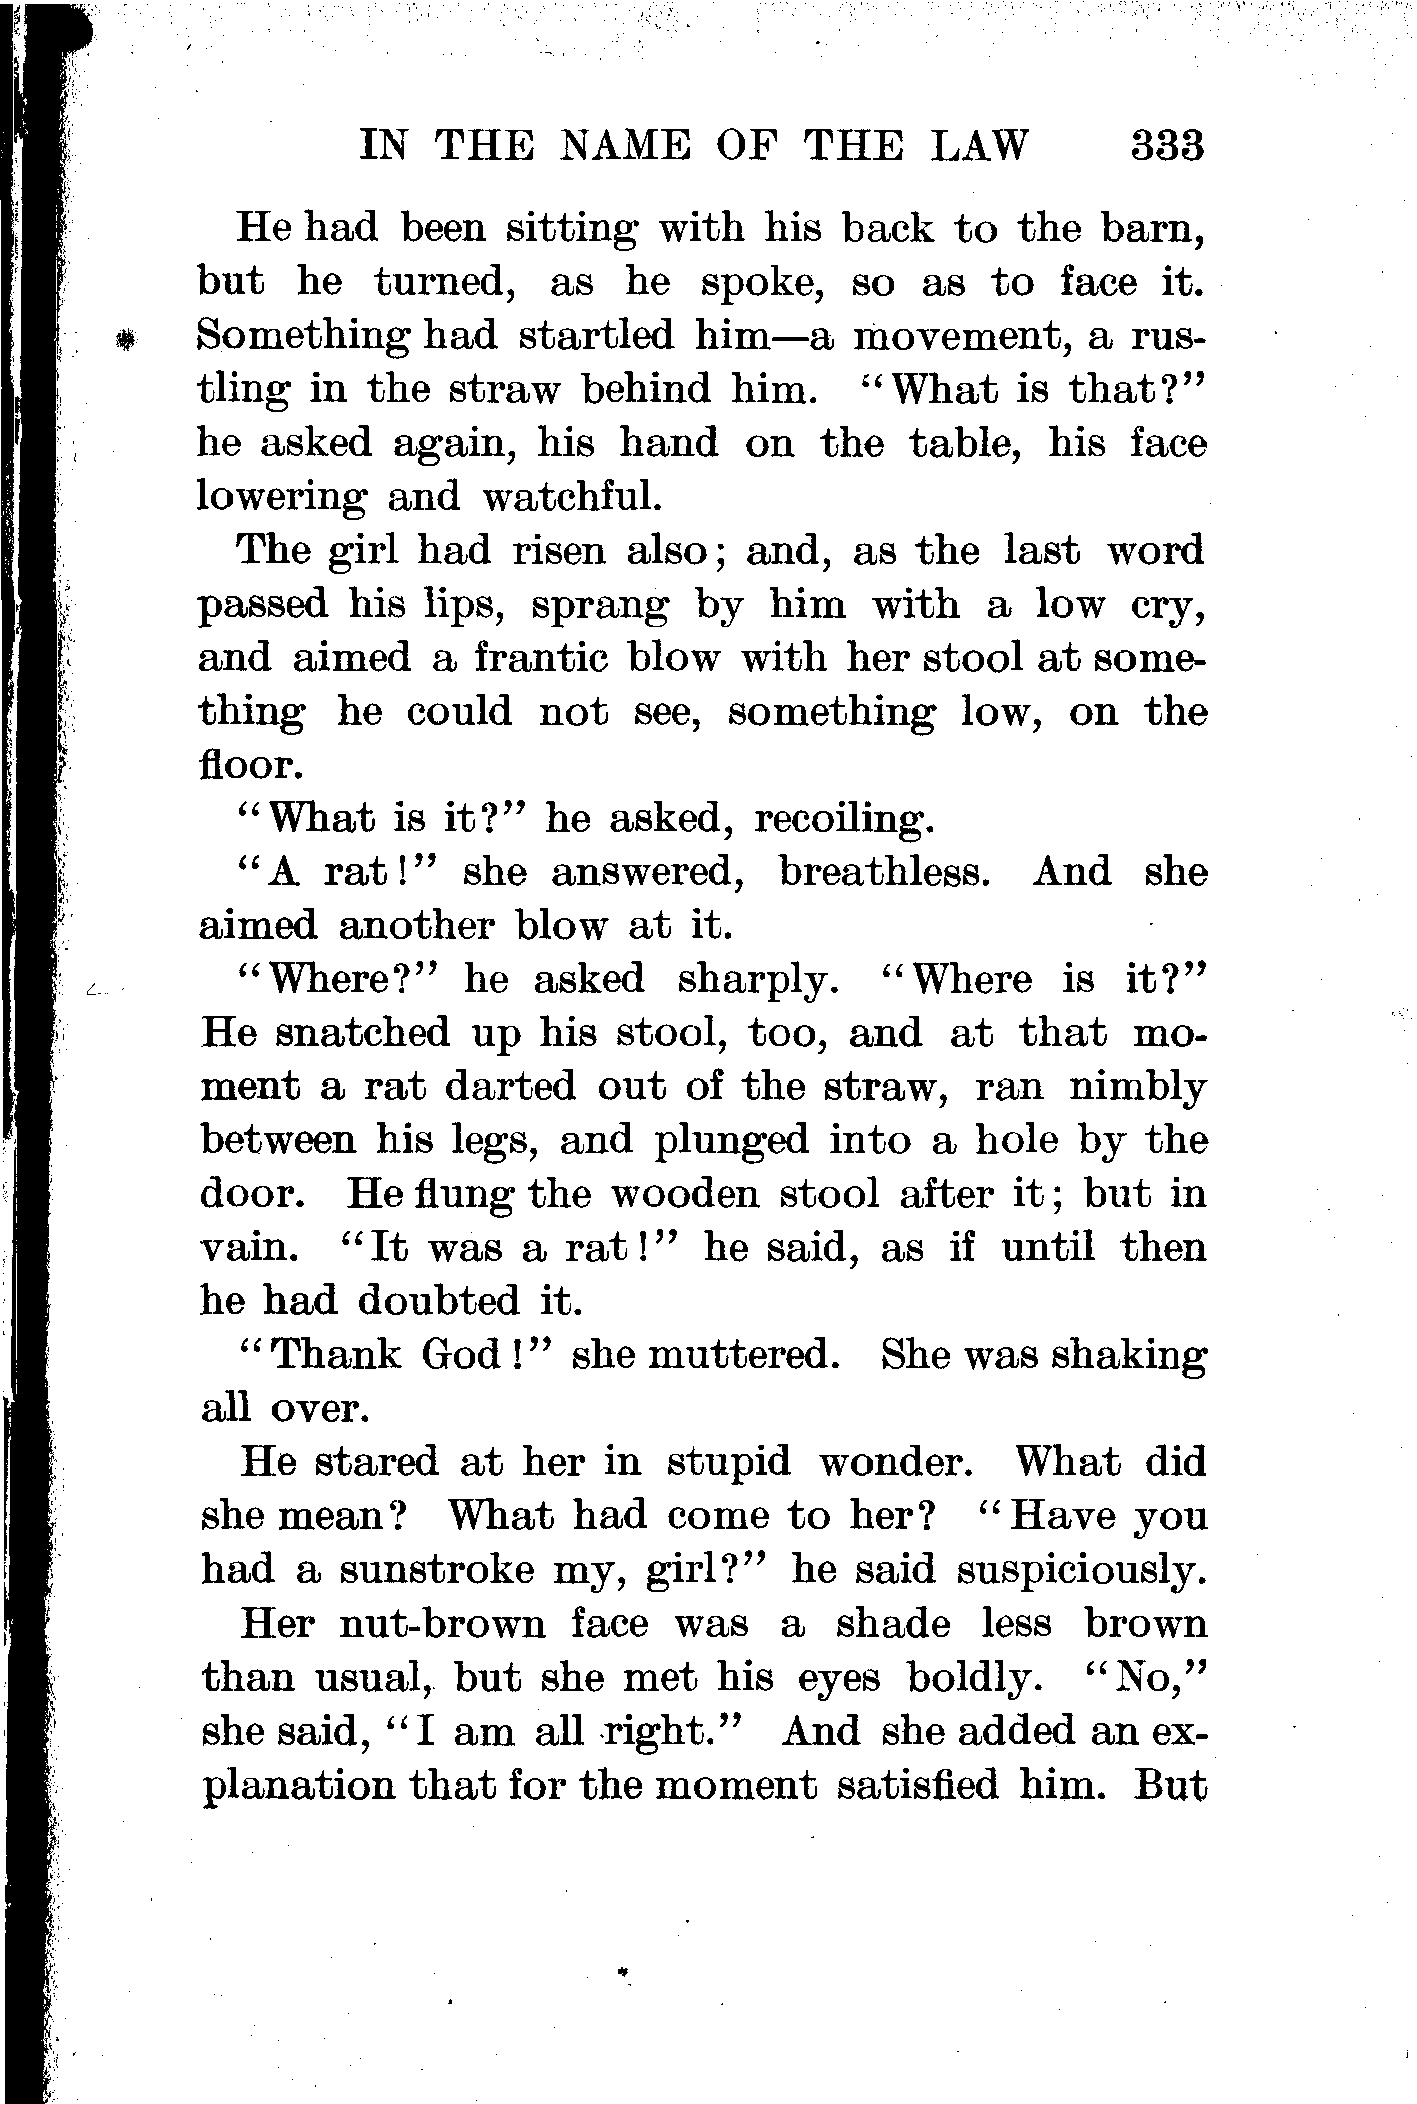 IN THE NAME OF THE LAW 333
He had been sitting with his back to the barn,
but he turned, as he spoke, so as to face it.
Something had startled him—a movement, a rus-
tling in the straw behind him. "What is that?"
he asked again, his hand on the table, his face
lowering and watchful.
The girl had risen also; and, as the last word
passed his lips, sprang by him with a low cry,
and aimed a frantic blow with her stool at some-
thing he could not see, something low, on the
floor.
"What is it?" he asked, recoiling.
"A rat!" she answered, breathless. And she
aimed another blow at it.
"Where?" he asked sharply. "Where is it?"
He snatched up his stool, too, and at that mo-
ment a rat darted out of the straw, ran nimbly
between his legs, and plunged into a hole by the
door. He flung the wooden stool after it; but in
vain. "It was a rat!" he said, as if until then
he had doubted it.
"Thank God!" she muttered. She was shaking
all over.
He stared at her in stupid wonder. What did
she mean? What had come to her? "Have you
had a sunstroke my, girl?" he said suspiciously.
Her nut-brown face was a shade less brown
than usual, but she met his eyes boldly. "No,"
she said, "I am all right." And she added an ex-
planation that for the moment satisfied him. But